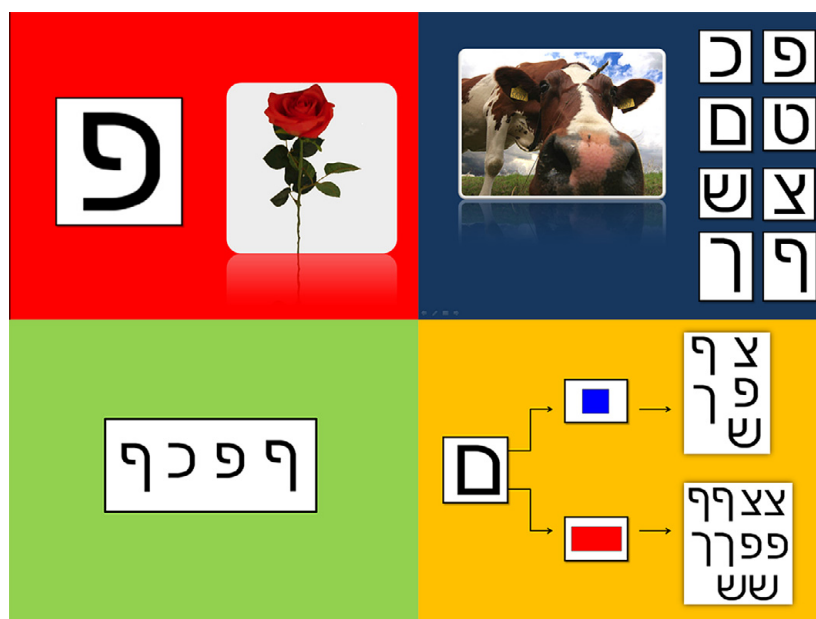 פ
פ כ
ט ם
צ ש
ף ך
ף פ כ ף
ם
צ ף
פ ך
ש
צצףף
פפךך
שש